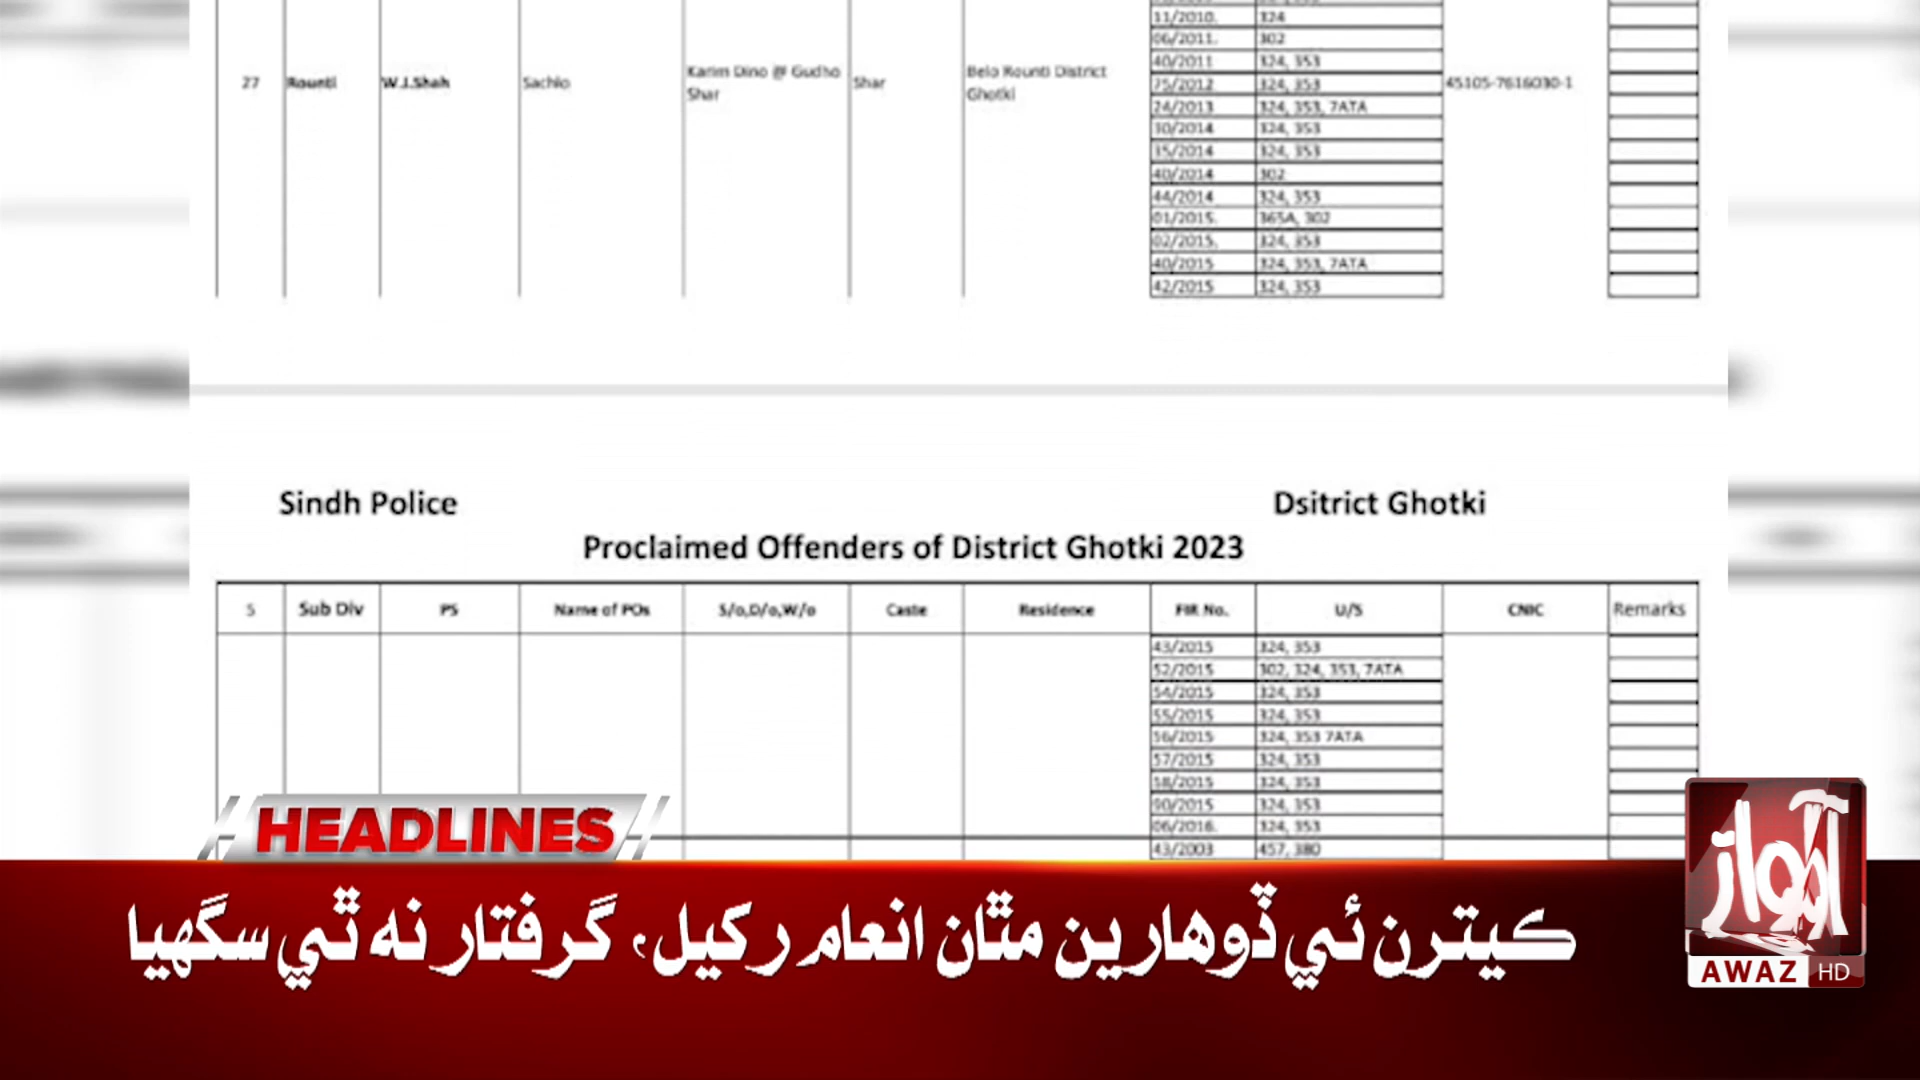 11/2010. 324
06/2011. 302
40/2011 324, 353
27 Rounti W.J.Shah Sachlo Karim Dino @ Gudho Shar Shar Belo Rounti District Ghotki 75/2012 324, 353 45105-7616030-1
24/2013 324, 353, 7ATA
30/2014 324, 353
35/2014 324, 353
40/2014 302
44/2014 324, 353
01/2015. 365A, 302
02/2015. 324, 353
40/2015 324, 353, 7ATA
42/2015 324, 353
Sindh Police Dsitrict Ghotki
Proclaimed Offenders of District Ghotki 2023
S Sub Div PS Name of POs S/o,D/o,W/o Caste Residence FIR No. U/S CNIC Remarks
43/2015 324, 353
52/2015 302, 324, 353, 7ATA
54/2015 324, 353
55/2015 324, 353
56/2015 324, 353 7ATA
57/2015 324, 353
58/2015 324, 353
90/2015 324, 353
06/2016. 324, 353
43/2003 457, 380
HEADLINES
ڪيترن ئي ڏوهارين مٿان انعام رکيل، گرفتار نه ٿي سگهيا
آواز
AWAZ HD